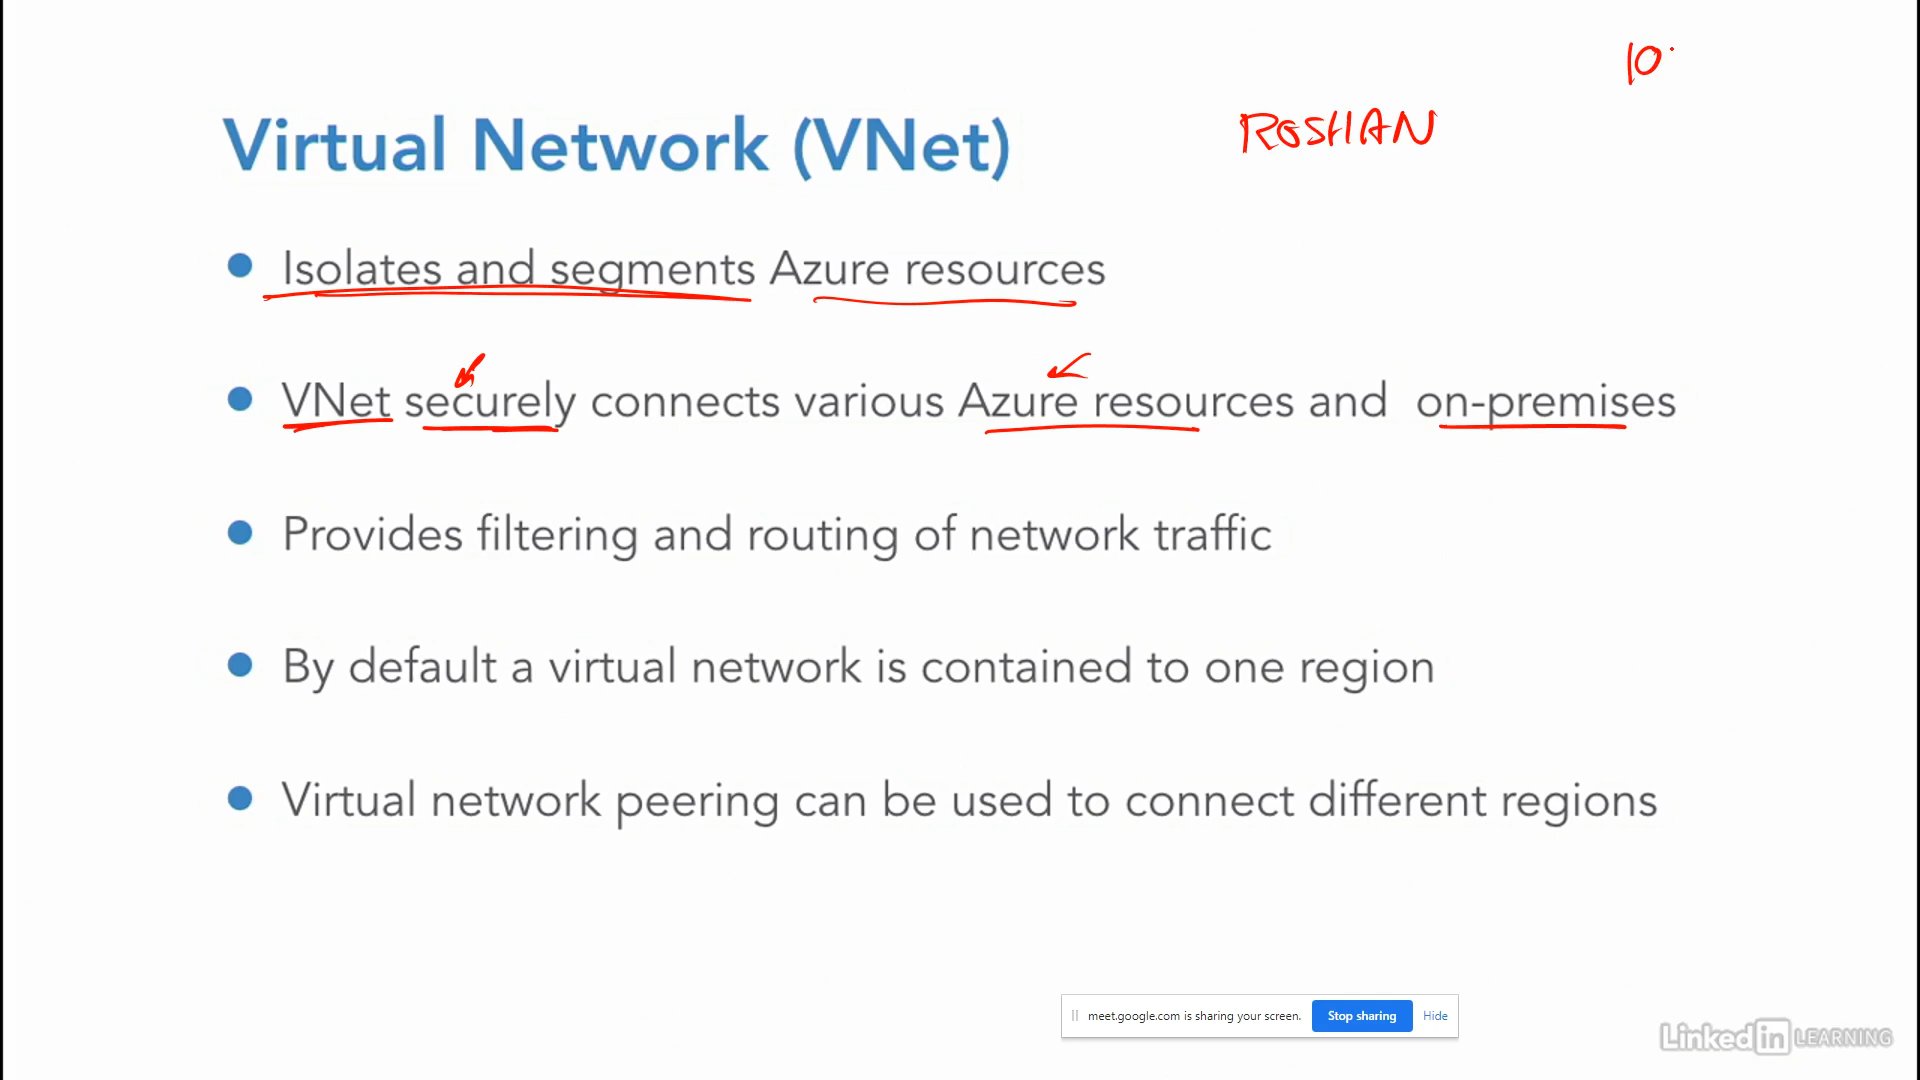 10.
ROSHAN
Virtual Network (VNet)
Isolates and segments Azure resources
VNet securely connects various Azure resources and on-premises
Provides filtering and routing of network traffic
By default a virtual network is contained to one region
Virtual network peering can be used to connect different regions
meet.google.com is sharing your screen. Stop sharing Hide
Linked in LEARNING